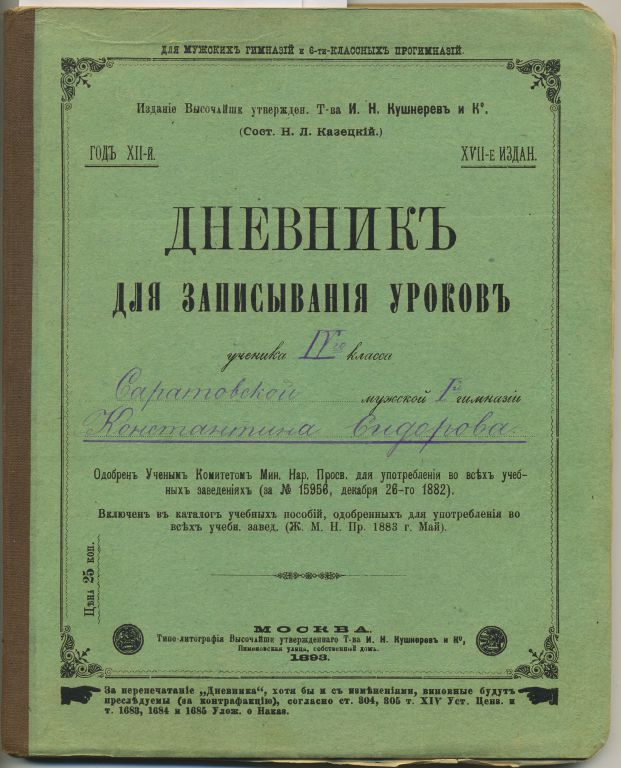 ДЛЯ МУЖСКИХЪ ГИМНАЗІЙ и 6-ти-КЛАССНЫХЪ ПРОГИМНАЗІЙ.
Изданіе Высочайше утвержден. Т-ва И. Н. Кушнеревъ и Кº.
(Сост. Н. Л. Казецкій.)
ГОДЪ XII-й. XVII-е ИЗДАН.
ДНЕВНИКЪ
ДЛЯ ЗАПИСЫВАНІЯ УРОКОВЪ
ученика IVго класса
Саратовской мужской Iй гимназіи
Константина Сидорова.
Одобренъ Ученымъ Комитетомъ Мин. Нар. Просв. для употребленія во всѣхъ учеб-
ныхъ заведеніяхъ (за № 15956, декабря 26-го 1882).
Включенъ въ каталогъ учебныхъ пособій, одобренныхъ для употребленія во
всѣхъ учебн. завед. (Ж. М. Н. Пр. 1883 г. Май).
Цѣна 25 коп.
МОСКВА.
Типо-литографія Высочайше утвержденнаго Т-ва И. Н. Кушнеревъ и Кº,
Пименовская улица, собственный домъ.
1893.
За перепечатаніе „Дневника“, хотя бы и съ измѣненіями, виновные будутъ
преслѣдуемы (за контрафакцію), согласно ст. 304, 305 т. XIV Уст. Ценз. и
т. 1683, 1684 и 1685 Улож. о Наказ.